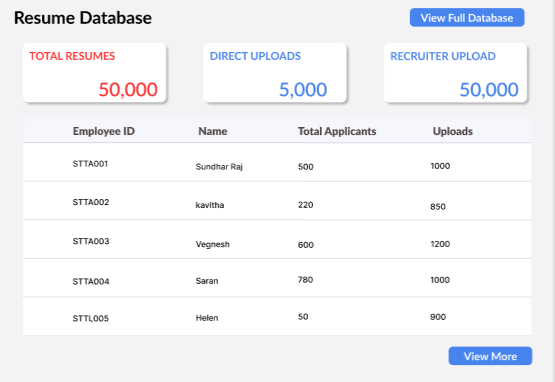 Resume Database
View Full Database
TOTAL RESUMES
50,000
DIRECT UPLOADS
5,000
RECRUITER UPLOAD
50,000
Employee ID Name Total Applicants Uploads
STTA001 Sundhar Raj 500 1000
STTA002 kavitha 220 850
STTA003 Vegnesh 600 1200
STTA004 Saran 780 1000
STTL005 Helen 50 900
View More